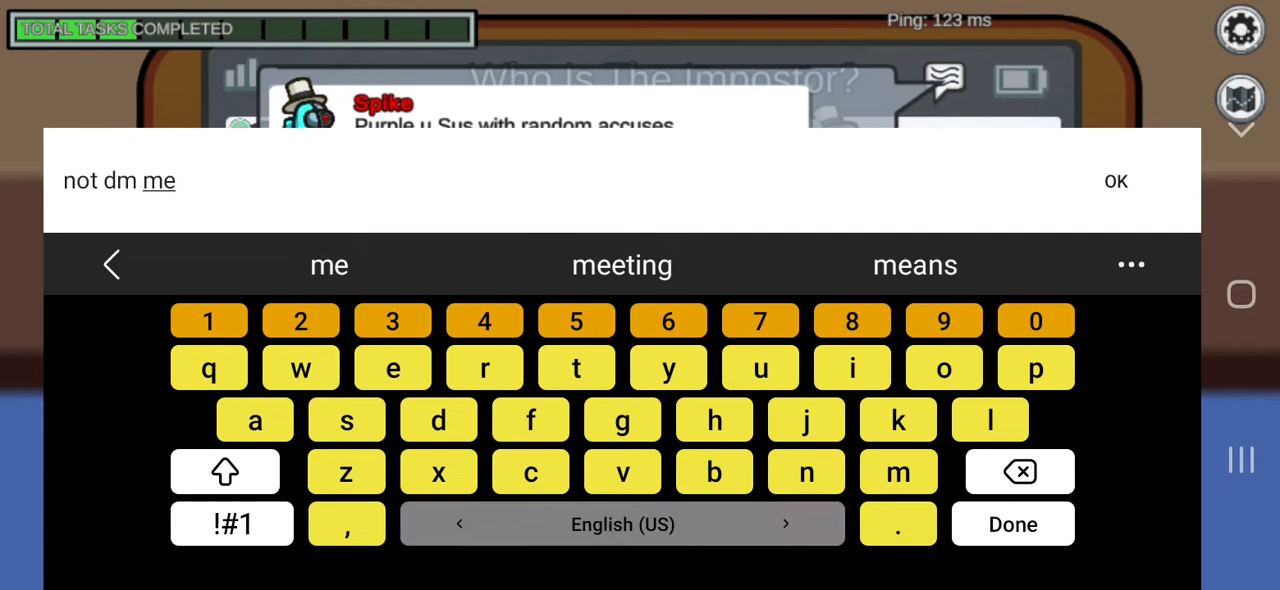 TOTAL TASKS COMPLETED
Ping: 123 ms
Who Is The Impostor?
Spike
Purple u Sus with random accuses
not dm me
OK
me meeting means
1 2 3 4 5 6 7 8 9 0
q w e r t y u i o p
a s d f g h j k l
z x c v b n m
!#1 , < English (US) > . Done